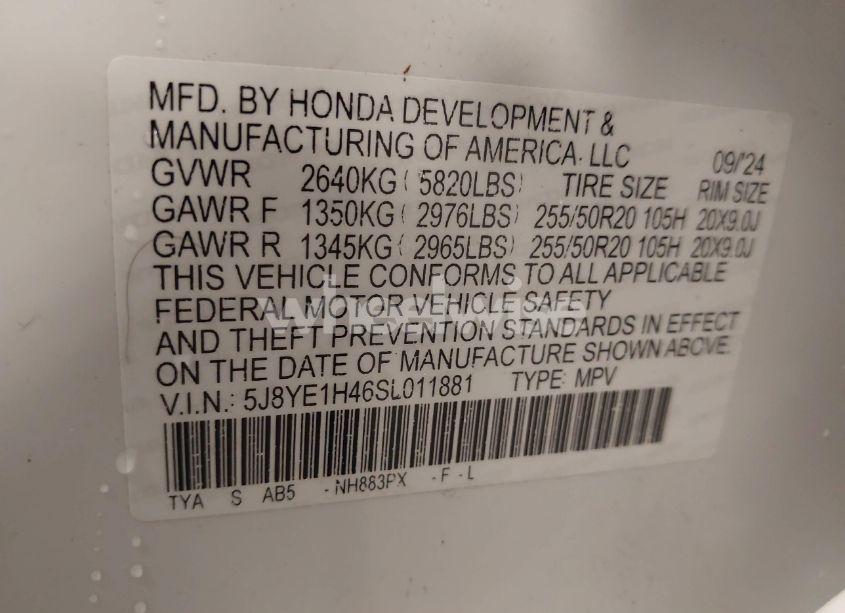 MFD. BY HONDA DEVELOPMENT &
MANUFACTURING OF AMERICA. LLC 09/'24
GVWR 2640KG( 5820LBS) TIRE SIZE RIM SIZE
GAWR F 1350KG( 2976LBS) 255/50R20 105H 20X9.0J
GAWR R 1345KG( 2965LBS) 255/50R20 105H 20X9.0J
THIS VEHICLE CONFORMS TO ALL APPLICABLE
FEDERAL MOTOR VEHICLE SAFETY
AND THEFT PREVENTION STANDARDS IN EFFECT
ON THE DATE OF MANUFACTURE SHOWN ABOVE.
V.I.N.: 5J8YE1H46SL011881 TYPE: MPV
TYA S AB5 -NH883PX -F-L